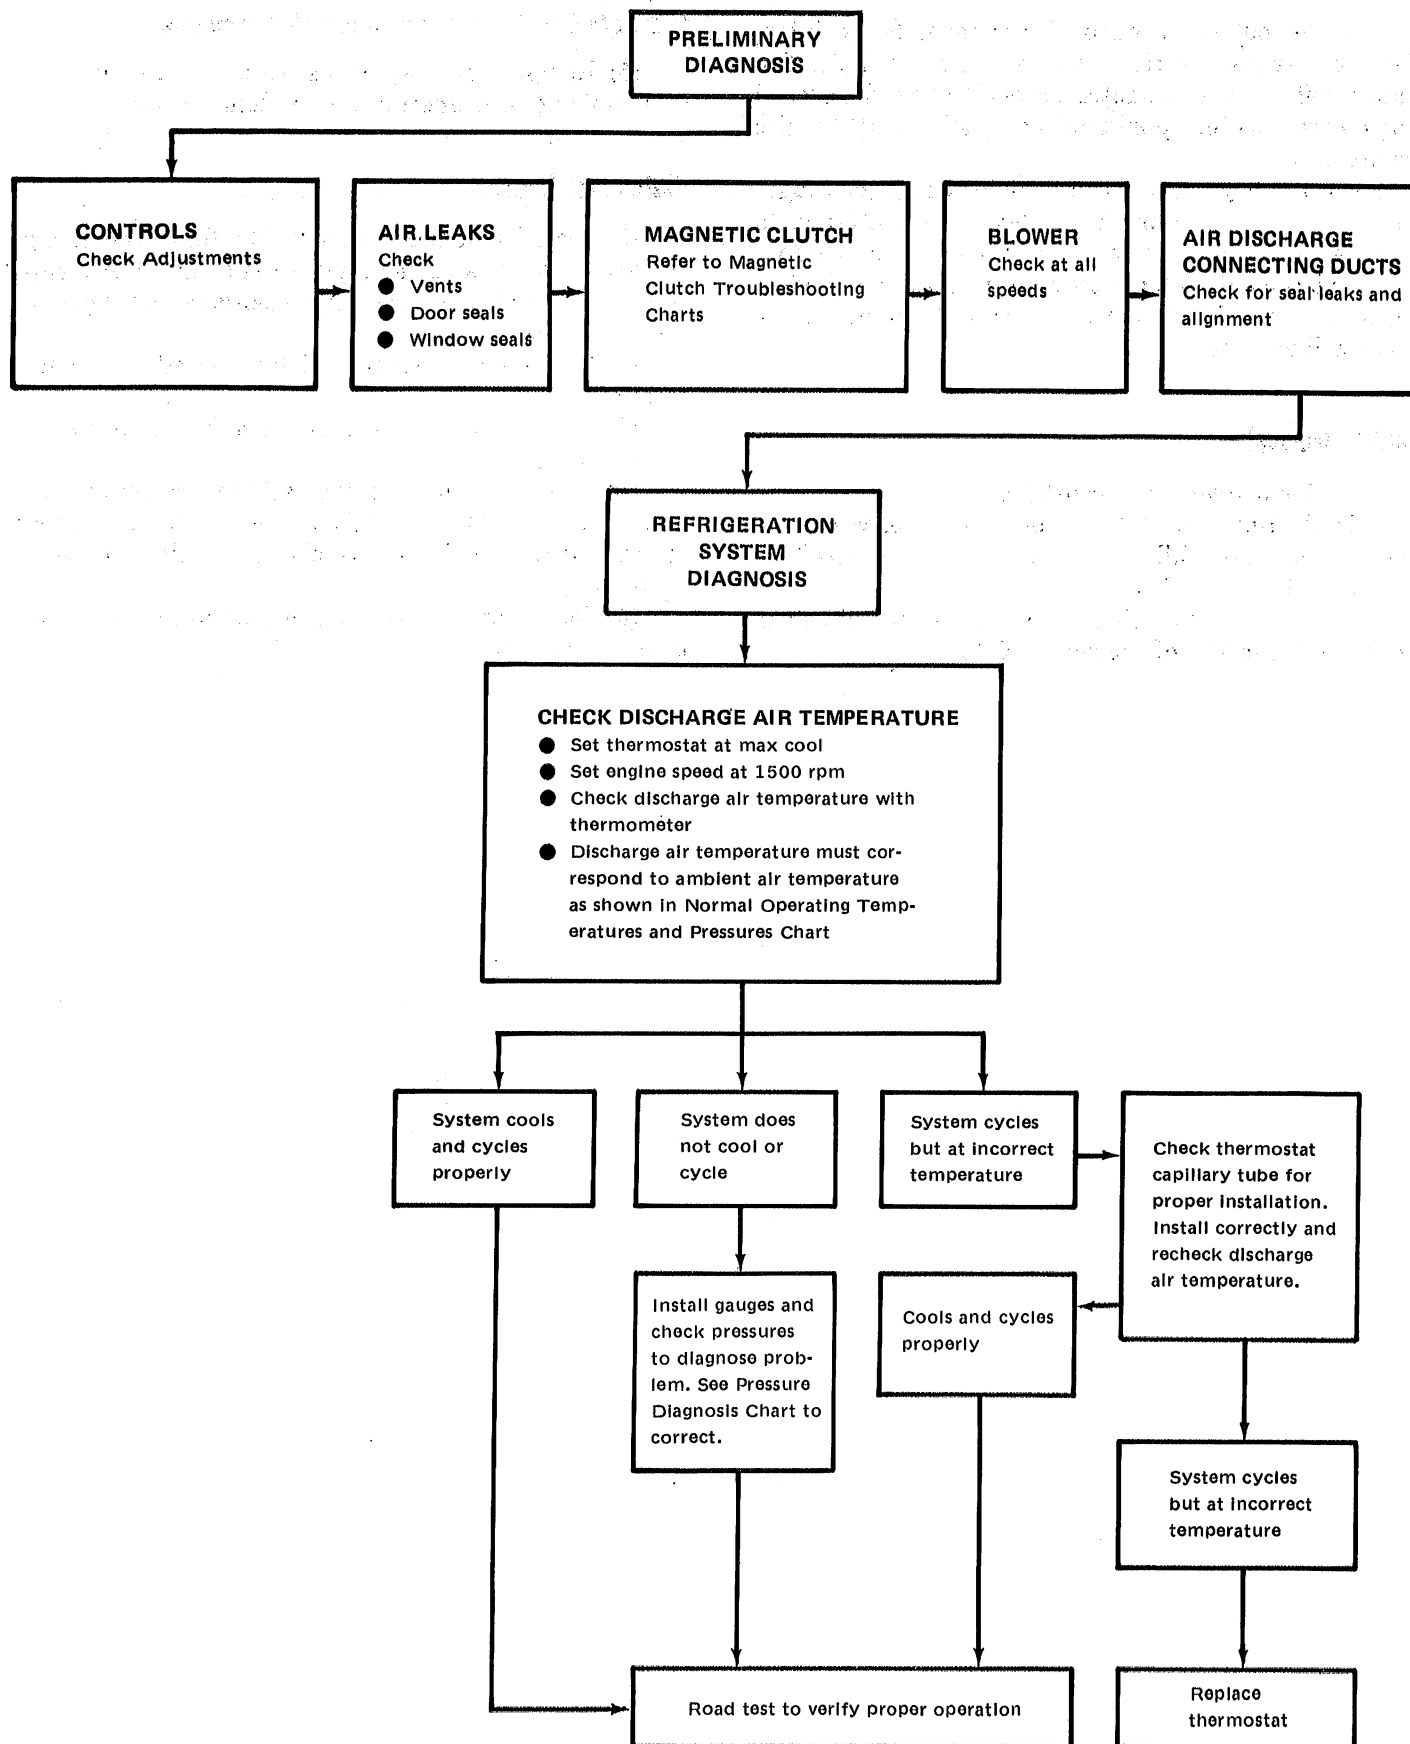 PRELIMINARY
DIAGNOSIS
CONTROLS
Check Adjustments
AIR LEAKS
Check
● Vents
● Door seals
● Window seals
MAGNETIC CLUTCH
Refer to Magnetic
Clutch Troubleshooting
Charts
BLOWER
Check at all
speeds
AIR DISCHARGE
CONNECTING DUCTS
Check for seal leaks and
alignment
REFRIGERATION
SYSTEM
DIAGNOSIS
CHECK DISCHARGE AIR TEMPERATURE
● Set thermostat at max cool
● Set engine speed at 1500 rpm
● Check discharge air temperature with
thermometer
● Discharge air temperature must cor-
respond to ambient air temperature
as shown in Normal Operating Temp-
eratures and Pressures Chart
System cools
and cycles
properly
System does
not cool or
cycle
System cycles
but at incorrect
temperature
Check thermostat
capillary tube for
proper installation.
Install correctly and
recheck discharge
air temperature.
Install gauges and
check pressures
to diagnose prob-
lem. See Pressure
Diagnosis Chart to
correct.
Cools and cycles
properly
System cycles
but at incorrect
temperature
Road test to verify proper operation
Replace
thermostat